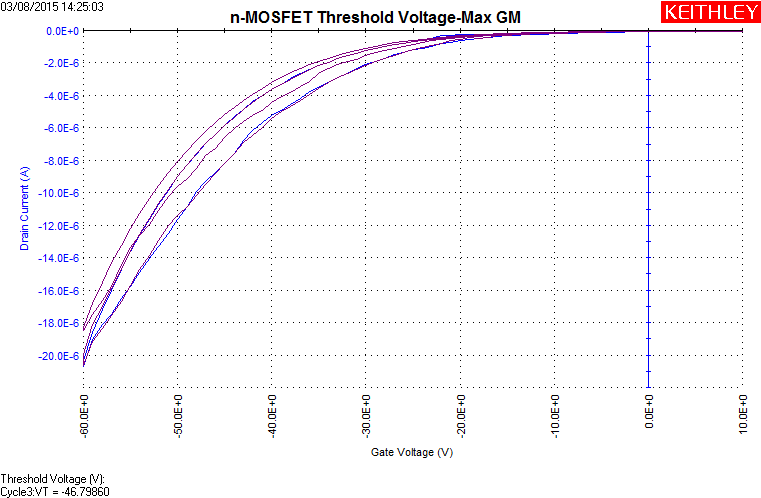 03/08/2015 14:25:03
n-MOSFET Threshold Voltage-Max GM
KEITHLEY
0.0E+0
-2.0E-6
-4.0E-6
-6.0E-6
-8.0E-6
-10.0E-6
-12.0E-6
-14.0E-6
-16.0E-6
-18.0E-6
-20.0E-6
Drain Current (A)
-60.0E+0
-50.0E+0
-40.0E+0
-30.0E+0
-20.0E+0
-10.0E+0
0.0E+0
10.0E+0
Gate Voltage (V)
Threshold Voltage (V):
Cycle3:VT = -46.79860